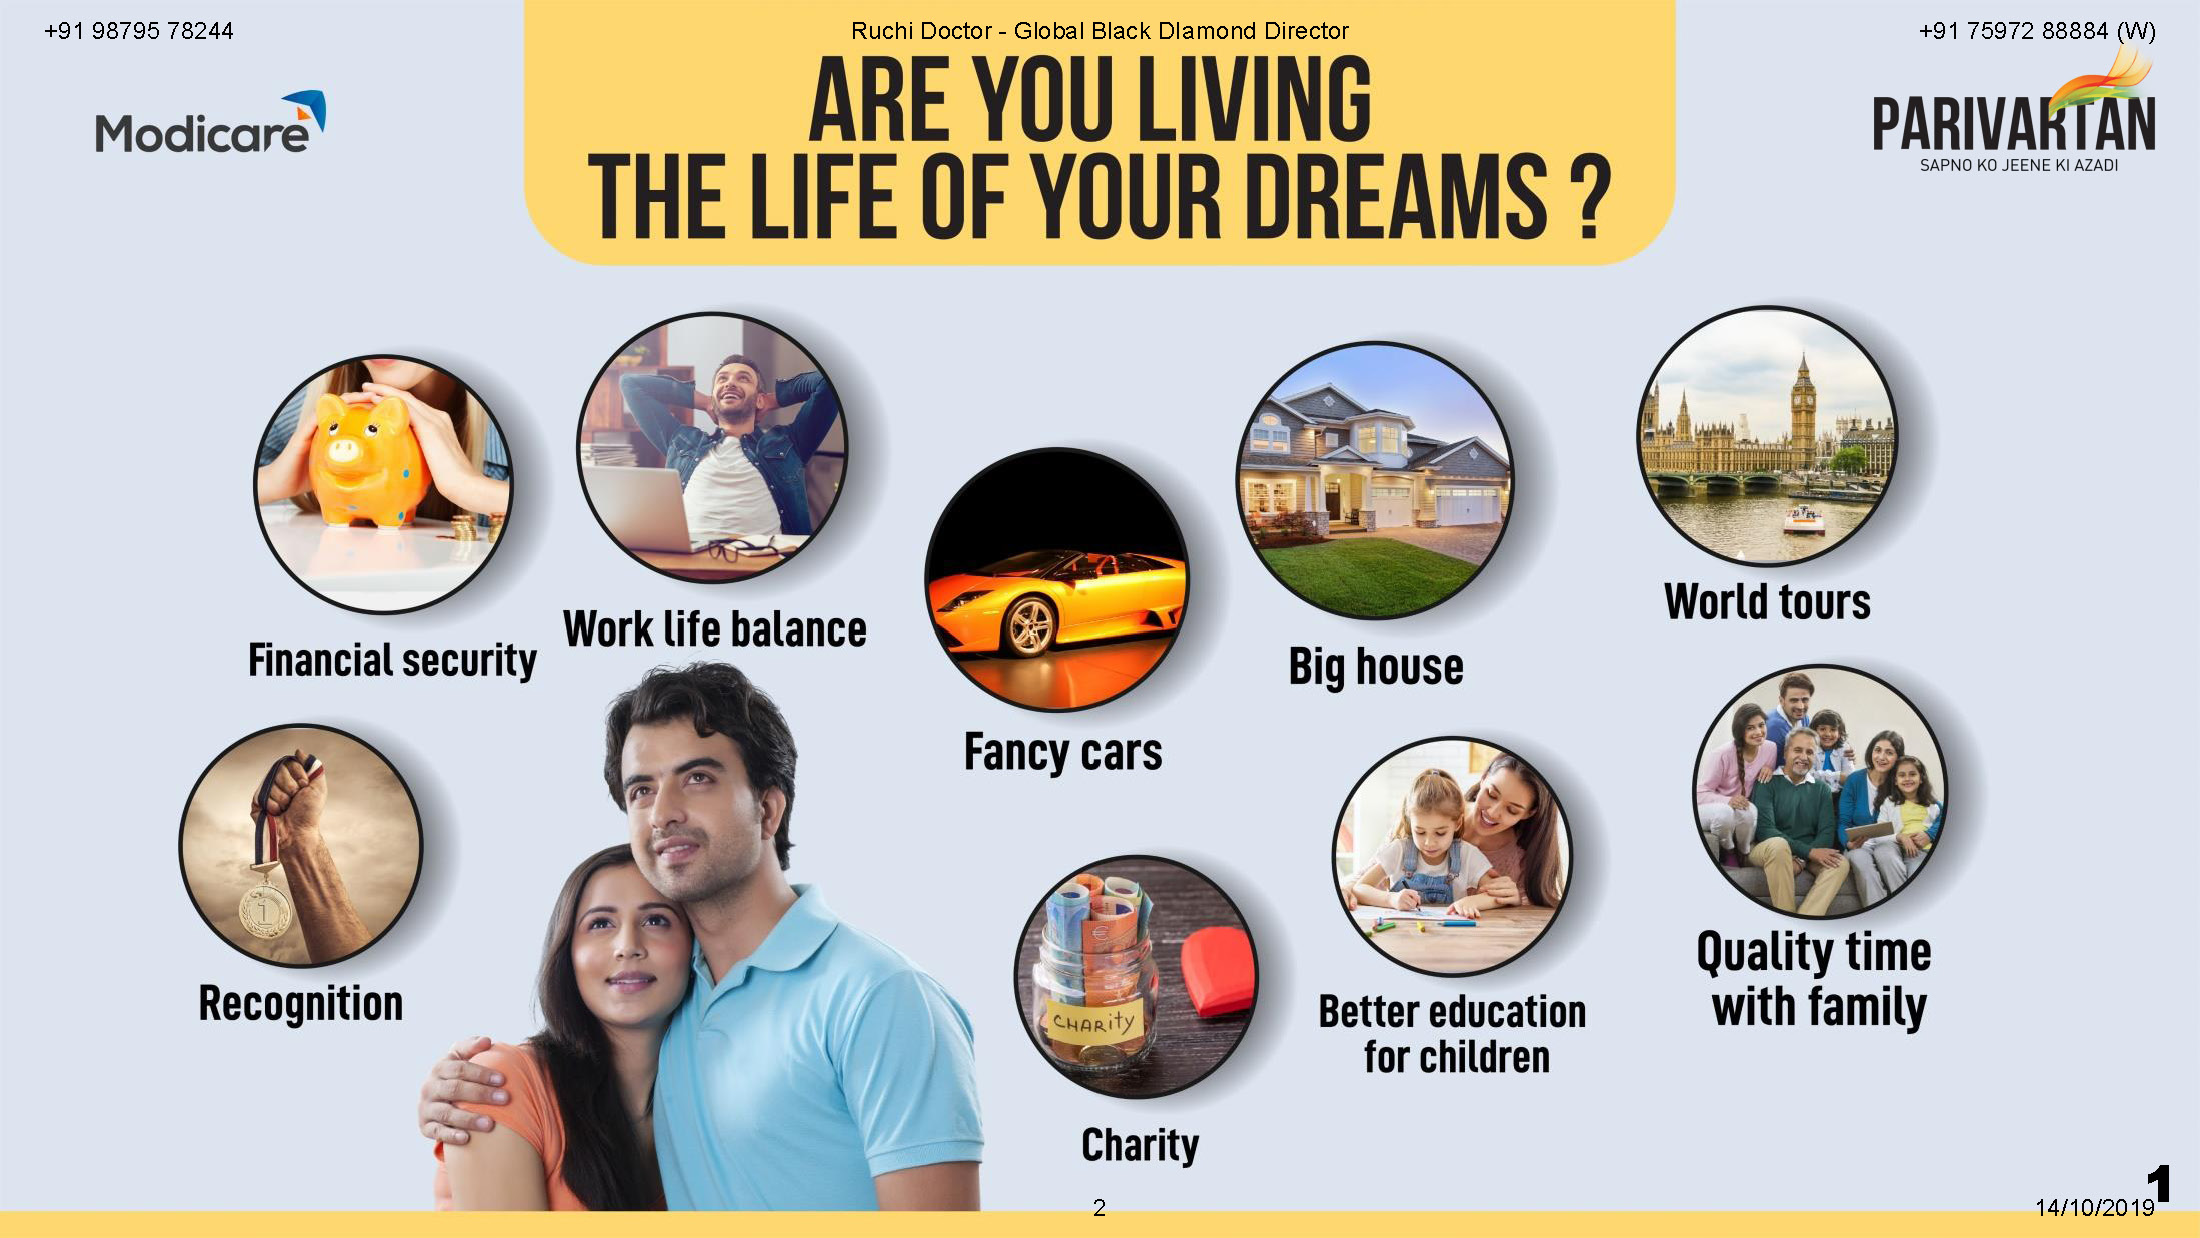 +91 98795 78244
Ruchi Doctor - Global Black DIamond Director
+91 75972 88884 (W)
Modicare
ARE YOU LIVING
THE LIFE OF YOUR DREAMS ?
PARIVARTAN
SAPNO KO JEENE KI AZADI
Financial security
Work life balance
Fancy cars
Big house
World tours
Recognition
CHARITY
Charity
Better education
for children
Quality time
with family
1
2
14/10/2019